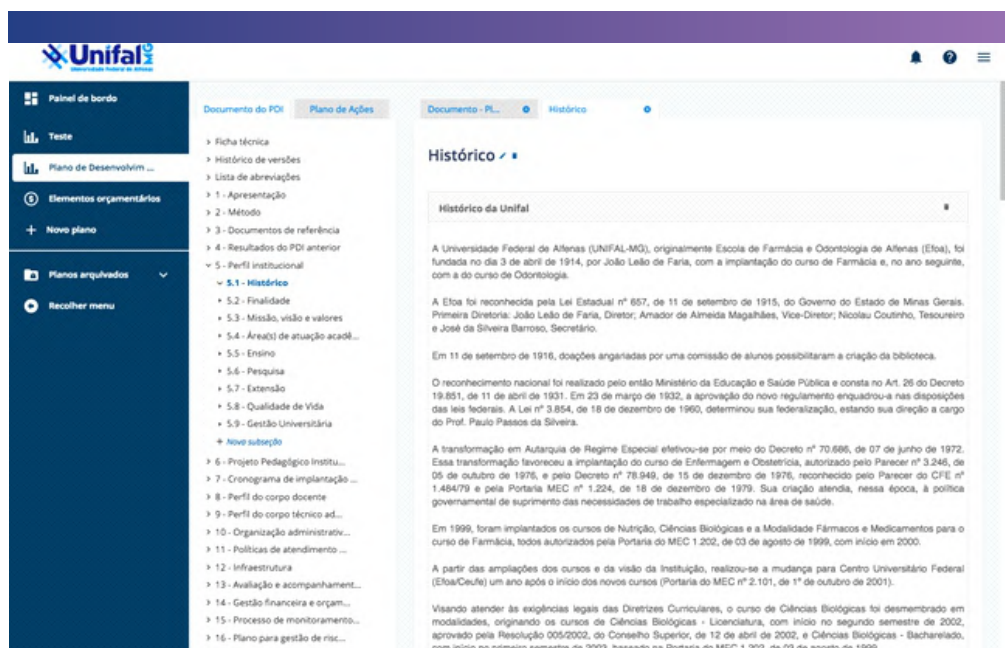 Unifal MG
Universidade Federal de Alfenas
Painel de bordo
Teste
Plano de Desenvolvim ...
Elementos orçamentários
Novo plano
Planos arquivados
Recolher menu
Documento do PDI
Plano de Ações
Ficha técnica
Histórico de versões
Lista de abreviações
1 - Apresentação
2 - Método
3 - Documentos de referência
4 - Resultados do PDI anterior
5 - Perfil institucional
5.1 - Histórico
5.2 - Finalidade
5.3 - Missão, visão e valores
5.4 - Área(s) de atuação acadê...
5.5 - Ensino
5.6 - Pesquisa
5.7 - Extensão
5.8 - Qualidade de Vida
5.9 - Gestão Universitária
+ Nova subseção
6 - Projeto Pedagógico Institu...
7 - Cronograma de implantação ...
8 - Perfil do corpo docente
9 - Perfil do corpo técnico ad...
10 - Organização administrativ...
11 - Políticas de atendimento ...
12 - Infraestrutura
13 - Avaliação e acompanhament...
14 - Gestão financeira e orçam...
15 - Processo de monitoramento...
16 - Plano para gestão de risc...
Documento - Pl...
Histórico
Histórico
Histórico da Unifal
A Universidade Federal de Alfenas (UNIFAL-MG), originalmente Escola de Farmácia e Odontologia de Alfenas (Efoa), foi
fundada no dia 3 de abril de 1914, por João Leão de Faria, com a implantação do curso de Farmácia e, no ano seguinte,
com a do curso de Odontologia.
A Efoa foi reconhecida pela Lei Estadual nº 657, de 11 de setembro de 1915, do Governo do Estado de Minas Gerais.
Primeira Diretoria: João Leão de Faria, Diretor; Amador de Almeida Magalhães, Vice-Diretor; Nicolau Coutinho, Tesoureiro
e José da Silveira Barroso, Secretário.
Em 11 de setembro de 1916, doações angariadas por uma comissão de alunos possibilitaram a criação da biblioteca.
O reconhecimento nacional foi realizado pelo então Ministério da Educação e Saúde Pública e consta no Art. 26 do Decreto
19.851, de 11 de abril de 1931. Em 23 de março de 1932, a aprovação do novo regulamento enquadrou-a nas disposições
das leis federais. A Lei nº 3.854, de 18 de dezembro de 1960, determinou sua federalização, estando sua direção a cargo
do Prof. Paulo Passos da Silveira.
A transformação em Autarquia de Regime Especial efetivou-se por meio do Decreto nº 70.686, de 07 de junho de 1972.
Essa transformação favoreceu a implantação do curso de Enfermagem e Obstetrícia, autorizado pelo Parecer nº 3.246, de
05 de outubro de 1976, e pelo Decreto nº 78.949, de 15 de dezembro de 1976, reconhecido pelo Parecer do CFE nº
1.484/79 e pela Portaria MEC nº 1.224, de 18 de dezembro de 1979. Sua criação atendia, nessa época, à política
governamental de suprimento das necessidades de trabalho especializado na área de saúde.
Em 1999, foram implantados os cursos de Nutrição, Ciências Biológicas e a Modalidade Fármacos e Medicamentos para o
curso de Farmácia, todos autorizados pela Portaria do MEC 1.202, de 03 de agosto de 1999, com início em 2000.
A partir das ampliações dos cursos e da visão da Instituição, realizou-se a mudança para Centro Universitário Federal
(Efoa/Ceufe) um ano após o início dos novos cursos (Portaria do MEC nº 2.101, de 1º de outubro de 2001).
Visando atender às exigências legais das Diretrizes Curriculares, o curso de Ciências Biológicas foi desmembrado em
modalidades, originando os cursos de Ciências Biológicas - Licenciatura, com início no segundo semestre de 2002,
aprovado pela Resolução 005/2002, do Conselho Superior, de 12 de abril de 2002, e Ciências Biológicas - Bacharelado,
com início no primeiro semestre de 2003, baseado na Portaria do MEC 1.202, de 03 de agosto de 1999.